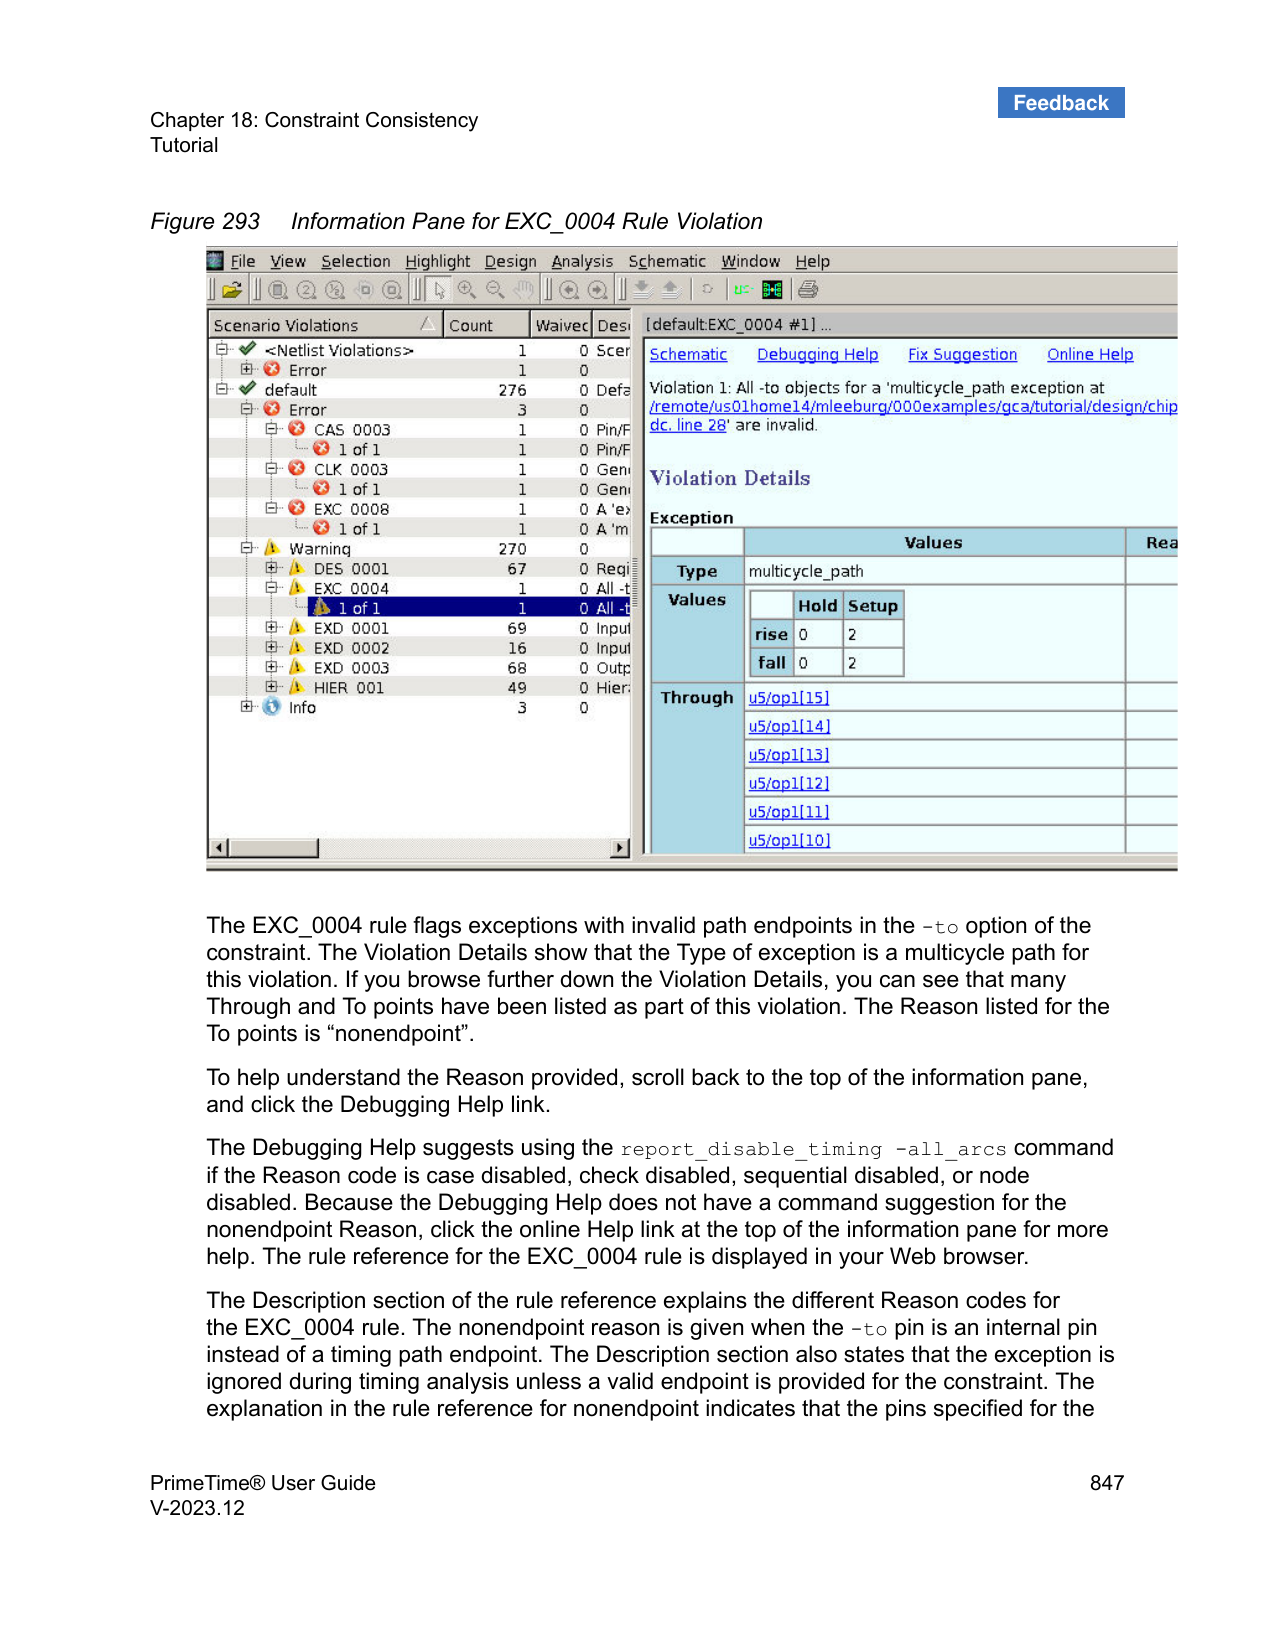 Feedback
Chapter 18: Constraint Consistency
Tutorial
Figure 293 Information Pane for EXC_0004 Rule Violation
File View Selection Highlight Design Analysis Schematic Window Help
Scenario Violations Count Waived Des
<Netlist Violations> 1 0 Scer
Error 1 0
default 276 0 Defa
Error 3 0
CAS_0003 1 0 Pin/F
1 of 1 1 0 Pin/F
CLK_0003 1 0 Gen
1 of 1 1 0 Gen
EXC_0008 1 0 A 'ex
1 of 1 1 0 A 'm
Warning 270 0
DES_0001 67 0 Regi
EXC_0004 1 0 All -t
1 of 1 1 0 All -t
EXD_0001 69 0 Input
EXD_0002 16 0 Input
EXD_0003 68 0 Outp
HIER_001 49 0 Hier
Info 3 0
[default:EXC_0004 #1] ...
Schematic Debugging Help Fix Suggestion Online Help
Violation 1: All -to objects for a 'multicycle_path exception at
/remote/us01home14/mleeburg/000examples/gca/tutorial/design/chip
dc. line 28' are invalid.
Violation Details
Exception
Values Rea
Type multicycle_path
Values Hold Setup
rise 0 2
fall 0 2
Through u5/op1[15]
u5/op1[14]
u5/op1[13]
u5/op1[12]
u5/op1[11]
u5/op1[10]
The EXC_0004 rule flags exceptions with invalid path endpoints in the -to option of the
constraint. The Violation Details show that the Type of exception is a multicycle path for
this violation. If you browse further down the Violation Details, you can see that many
Through and To points have been listed as part of this violation. The Reason listed for the
To points is “nonendpoint”.
To help understand the Reason provided, scroll back to the top of the information pane,
and click the Debugging Help link.
The Debugging Help suggests using the report_disable_timing -all_arcs command
if the Reason code is case disabled, check disabled, sequential disabled, or node
disabled. Because the Debugging Help does not have a command suggestion for the
nonendpoint Reason, click the online Help link at the top of the information pane for more
help. The rule reference for the EXC_0004 rule is displayed in your Web browser.
The Description section of the rule reference explains the different Reason codes for
the EXC_0004 rule. The nonendpoint reason is given when the -to pin is an internal pin
instead of a timing path endpoint. The Description section also states that the exception is
ignored during timing analysis unless a valid endpoint is provided for the constraint. The
explanation in the rule reference for nonendpoint indicates that the pins specified for the
PrimeTime® User Guide 847
V-2023.12